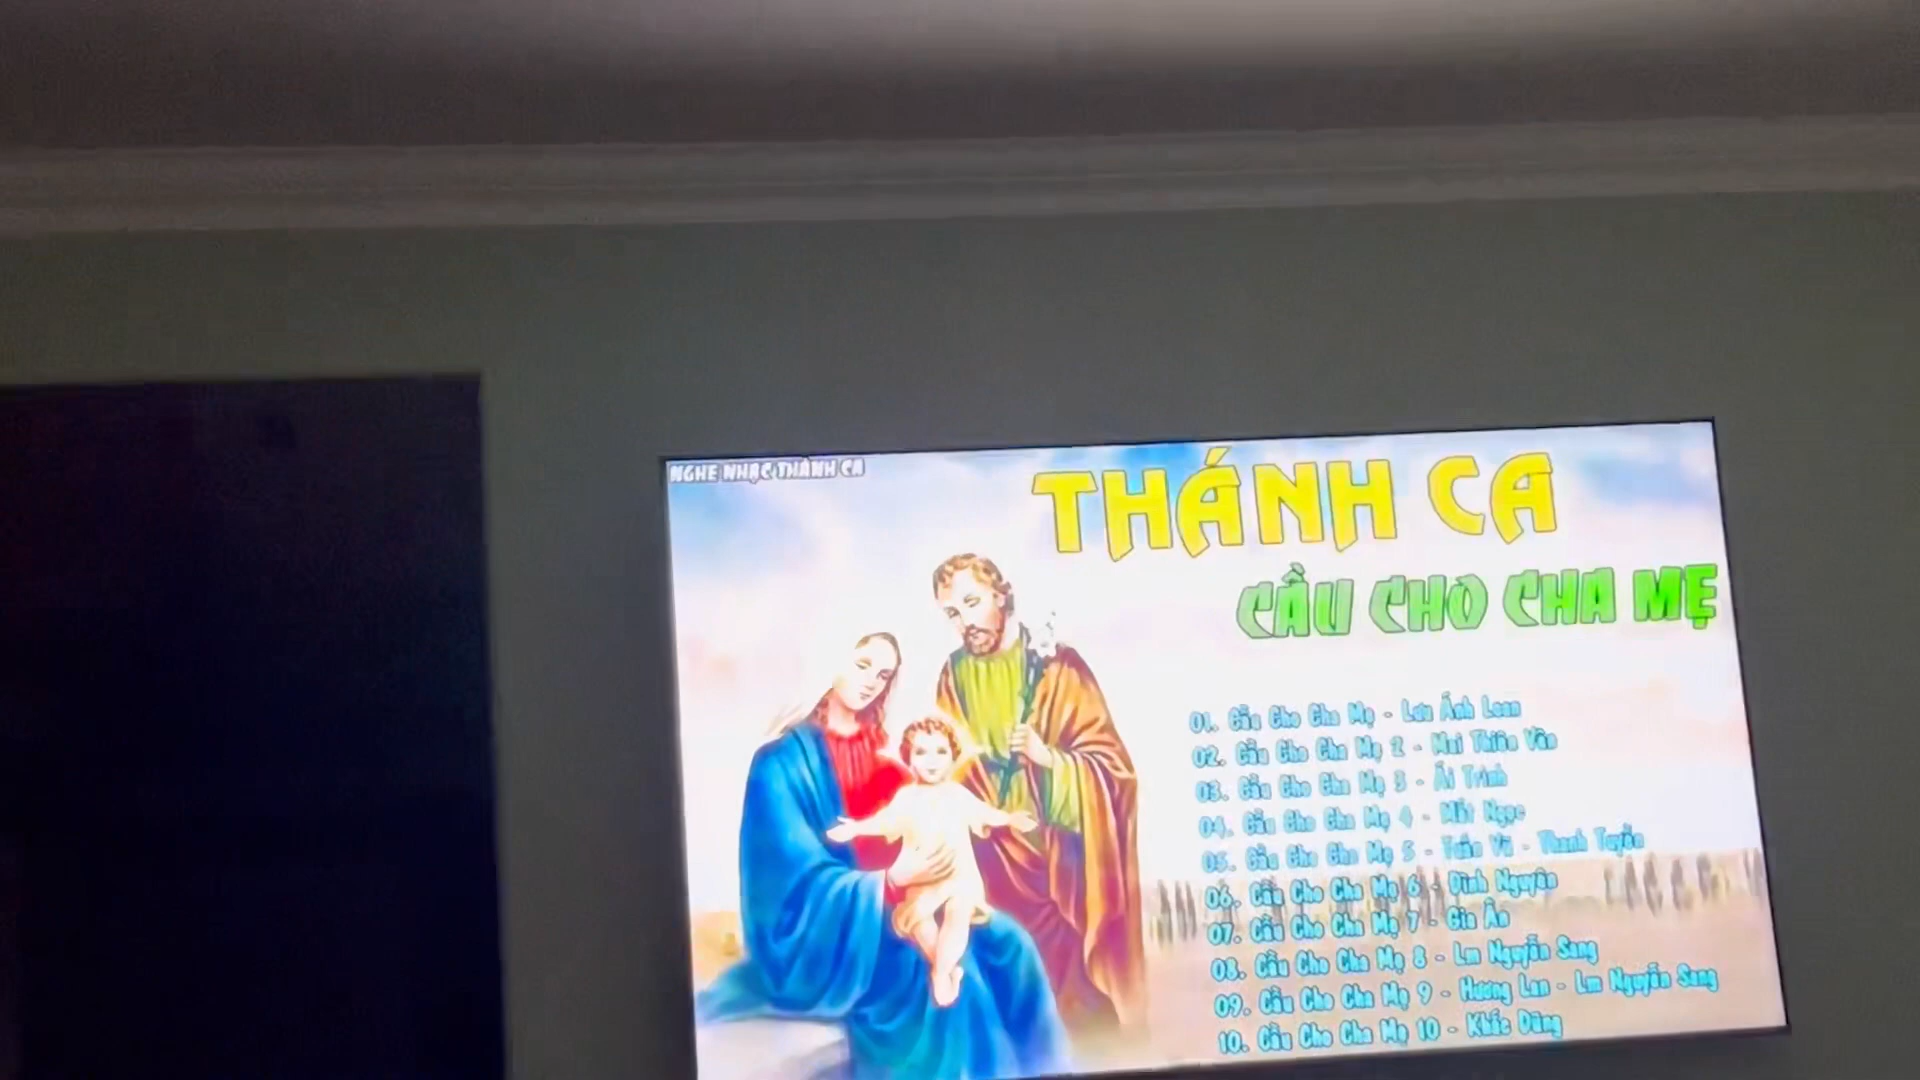 NGHE NHẠC THÁNH CA
THÁNH CA
CẦU CHO CHA MẸ
01. Cầu Cho Cha Mẹ - Lưu Ánh Loan
02. Cầu Cho Cha Mẹ 2 - Mai Thiên Vân
03. Cầu Cho Cha Mẹ 3 - Ái Trinh
04. Cầu Cho Cha Mẹ 4 - Mắt Ngọc
05. Cầu Cho Cha Mẹ 5 - Tuấn Vũ - Thanh Tuyền
06. Cầu Cho Cha Mẹ 6 - Đình Nguyên
07. Cầu Cho Cha Mẹ 7 - Gia Ân
08. Cầu Cho Cha Mẹ 8 - Lm Nguyễn Sang
09. Cầu Cho Cha Mẹ 9 - Hương Lan - Lm Nguyễn Sang
10. Cầu Cho Cha Mẹ 10 - Khắc Dũng